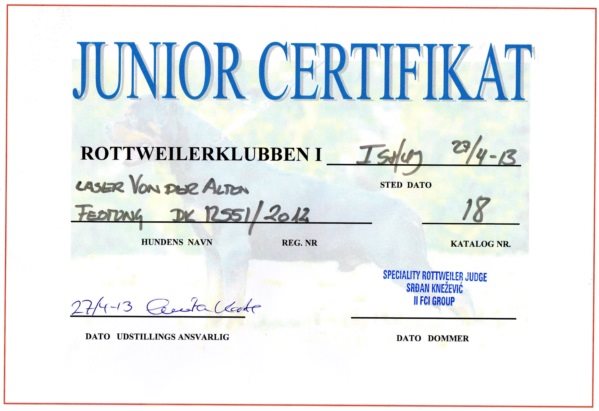 JUNIOR CERTIFIKAT
ROTTWEILERKLUBBEN I Ishøj 27/4-13
STED DATO
LASER VON DER ALTEN
FESTUNG DK 12551/2012 18
HUNDENS NAVN REG. NR KATALOG NR.
SPECIALITY ROTTWEILER JUDGE
SRĐAN KNEŽEVIĆ
II FCI GROUP
27/4-13
DATO UDSTILLINGS ANSVARLIG DATO DOMMER